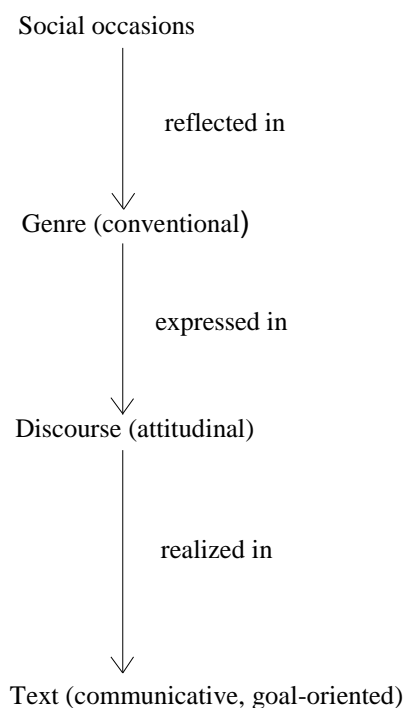 Social occasions
reflected in
Genre (conventional)
expressed in
Discourse (attitudinal)
realized in
Text (communicative, goal-oriented)